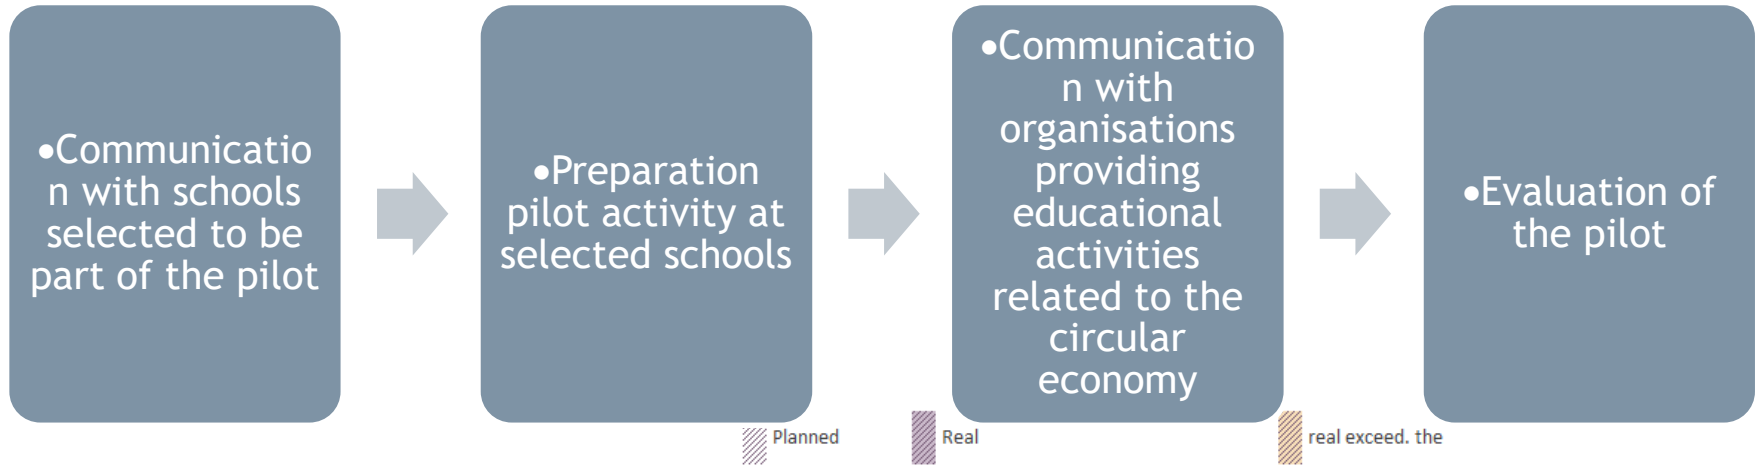 •Communicatio
n with schools
selected to be
part of the pilot
•Preparation
pilot activity at
selected schools
•Communicatio
n with
organisations
providing
educational
activities
related to the
circular
economy
•Evaluation of
the pilot
Planned
Real
real exceed. the